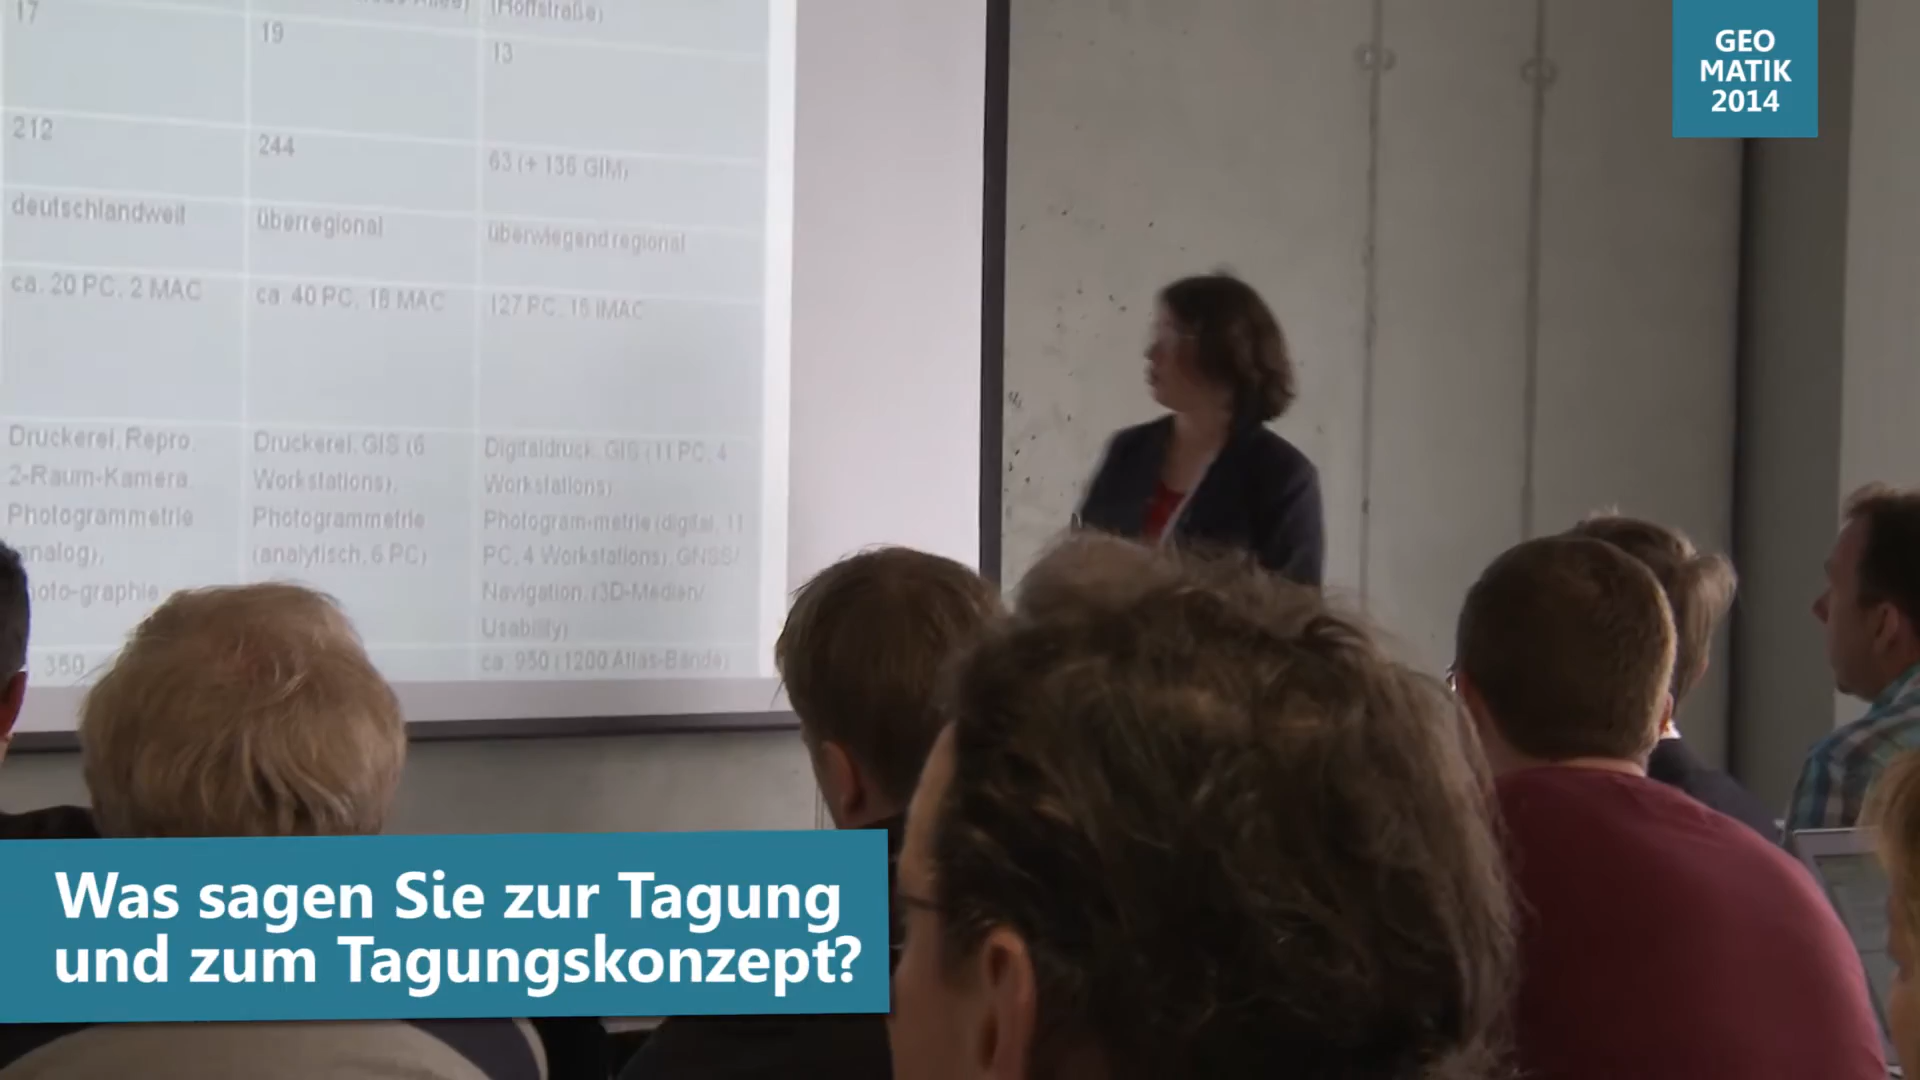 (Hoffstraße)
17
19
13
212
244
63 (+ 136 GIM)
deutschlandweit
überregional
überwiegend regional
ca. 20 PC, 2 MAC
ca. 40 PC, 16 MAC
127 PC, 15 iMAC
Druckerei, Repro,
2-Raum-Kamera,
Photogrammetrie
Druckerei, GIS (6
Workstations),
Photogrammetrie
(analytisch, 6 PC)
Digitaldruck, GIS (11 PC, 4
Workstations)
Photogram-metrie (digital, 11
PC, 4 Workstations), GNSS/
Navigation, (3D-Medien/
Usability)
350
ca. 950 (1200 Atlas-Bände)
GEO
MATIK
2014
Was sagen Sie zur Tagung
und zum Tagungskonzept?